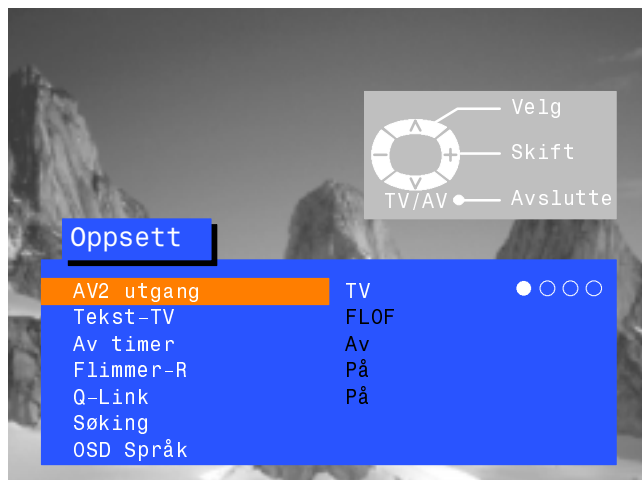 Velg
Skift
TV/AV Avslutte
Oppsett
AV2 utgang TV
Tekst-TV FLOF
Av timer Av
Flimmer-R På
Q-Link På
Søking
OSD Språk